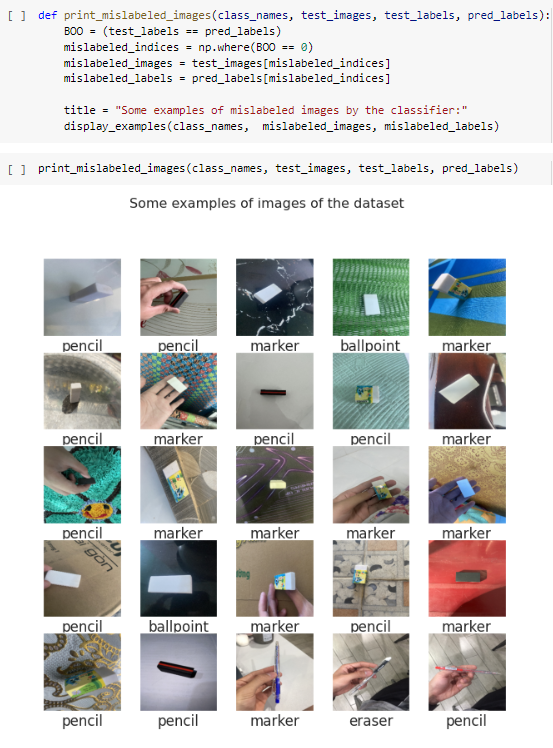 [ ] def print_mislabeled_images(class_names, test_images, test_labels, pred_labels):
BOO = (test_labels == pred_labels)
mislabeled_indices = np.where(BOO == 0)
mislabeled_images = test_images[mislabeled_indices]
mislabeled_labels = pred_labels[mislabeled_indices]
title = "Some examples of mislabeled images by the classifier:"
display_examples(class_names,  mislabeled_images, mislabeled_labels)
[ ] print_mislabeled_images(class_names, test_images, test_labels, pred_labels)
Some examples of images of the dataset
pencil pencil marker ballpoint marker
pencil marker pencil pencil marker
pencil marker marker marker marker
pencil ballpoint marker pencil marker
pencil pencil marker eraser pencil